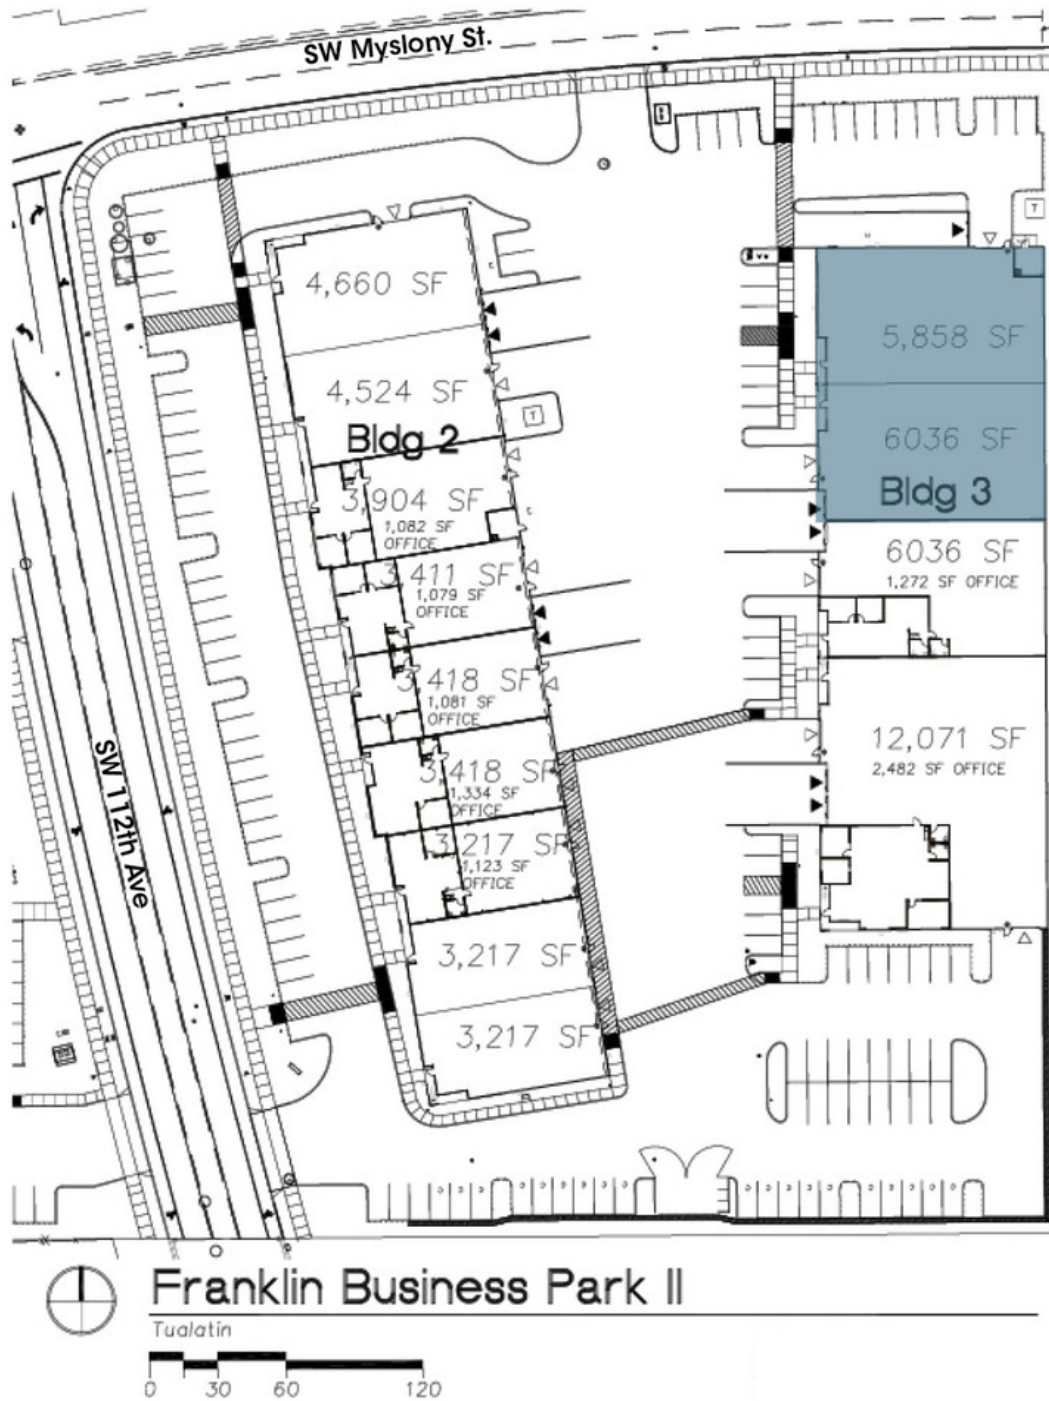 SW Myslony St.
4,660 SF
4,524 SF
Bldg 2
3,904 SF
1,082 SF
OFFICE
3,411 SF
1,079 SF
OFFICE
3,418 SF
1,081 SF
OFFICE
3,418 SF
1,334 SF
OFFICE
3,217 SF
1,123 SF
OFFICE
3,217 SF
3,217 SF
T
T
5,858 SF
6036 SF
Bldg 3
6036 SF
1,272 SF OFFICE
12,071 SF
2,482 SF OFFICE
SW 112th Ave
Franklin Business Park II
Tualatin
0 30 60 120